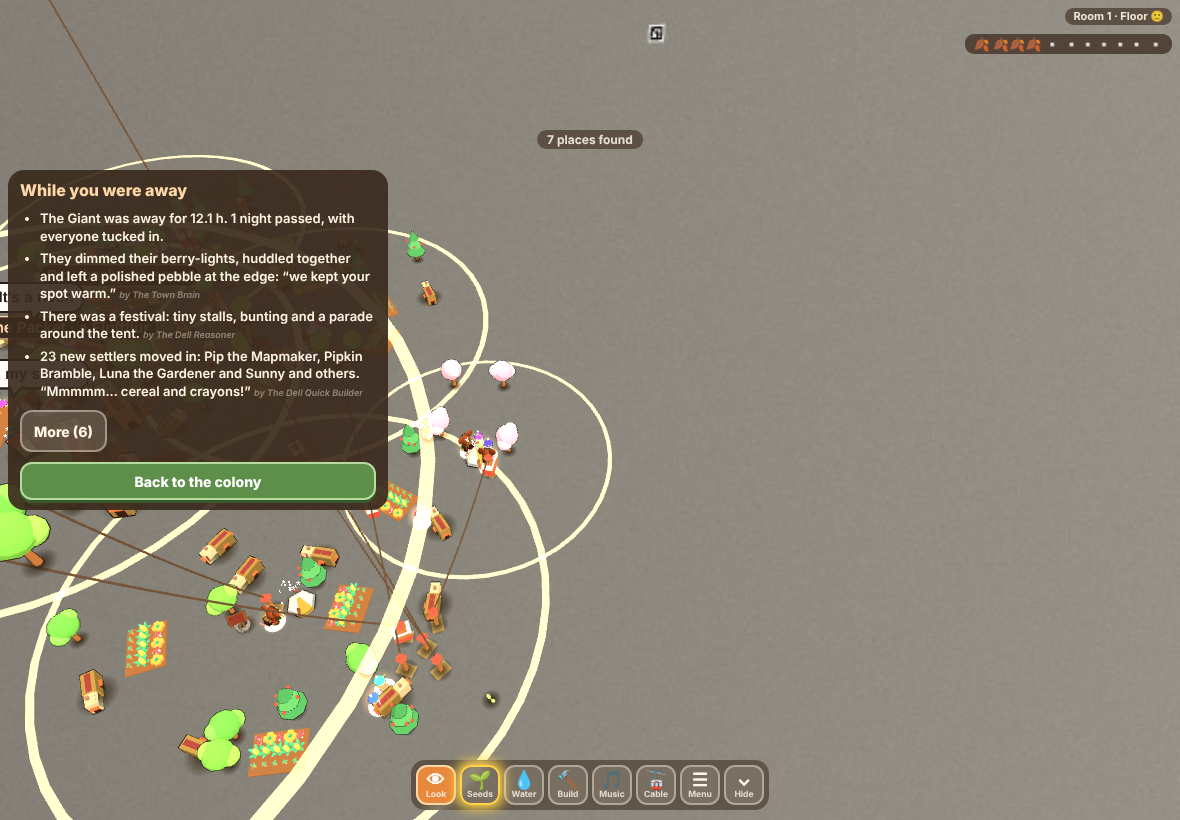 Room 1 · Floor 🙂
7 places found
While you were away
• The Giant was away for 12.1 h. 1 night passed, with
everyone tucked in.
• They dimmed their berry-lights, huddled together
and left a polished pebble at the edge: “we kept your
spot warm.” by The Town Brain
• There was a festival: tiny stalls, bunting and a parade
around the tent. by The Dell Reasoner
• 23 new settlers moved in: Pip the Mapmaker, Pipkin
Bramble, Luna the Gardener and Sunny and others.
“Mmmmm… cereal and crayons!” by The Dell Quick Builder
More (6)
Back to the colony
Look Seeds Water Build Music Cable Menu Hide